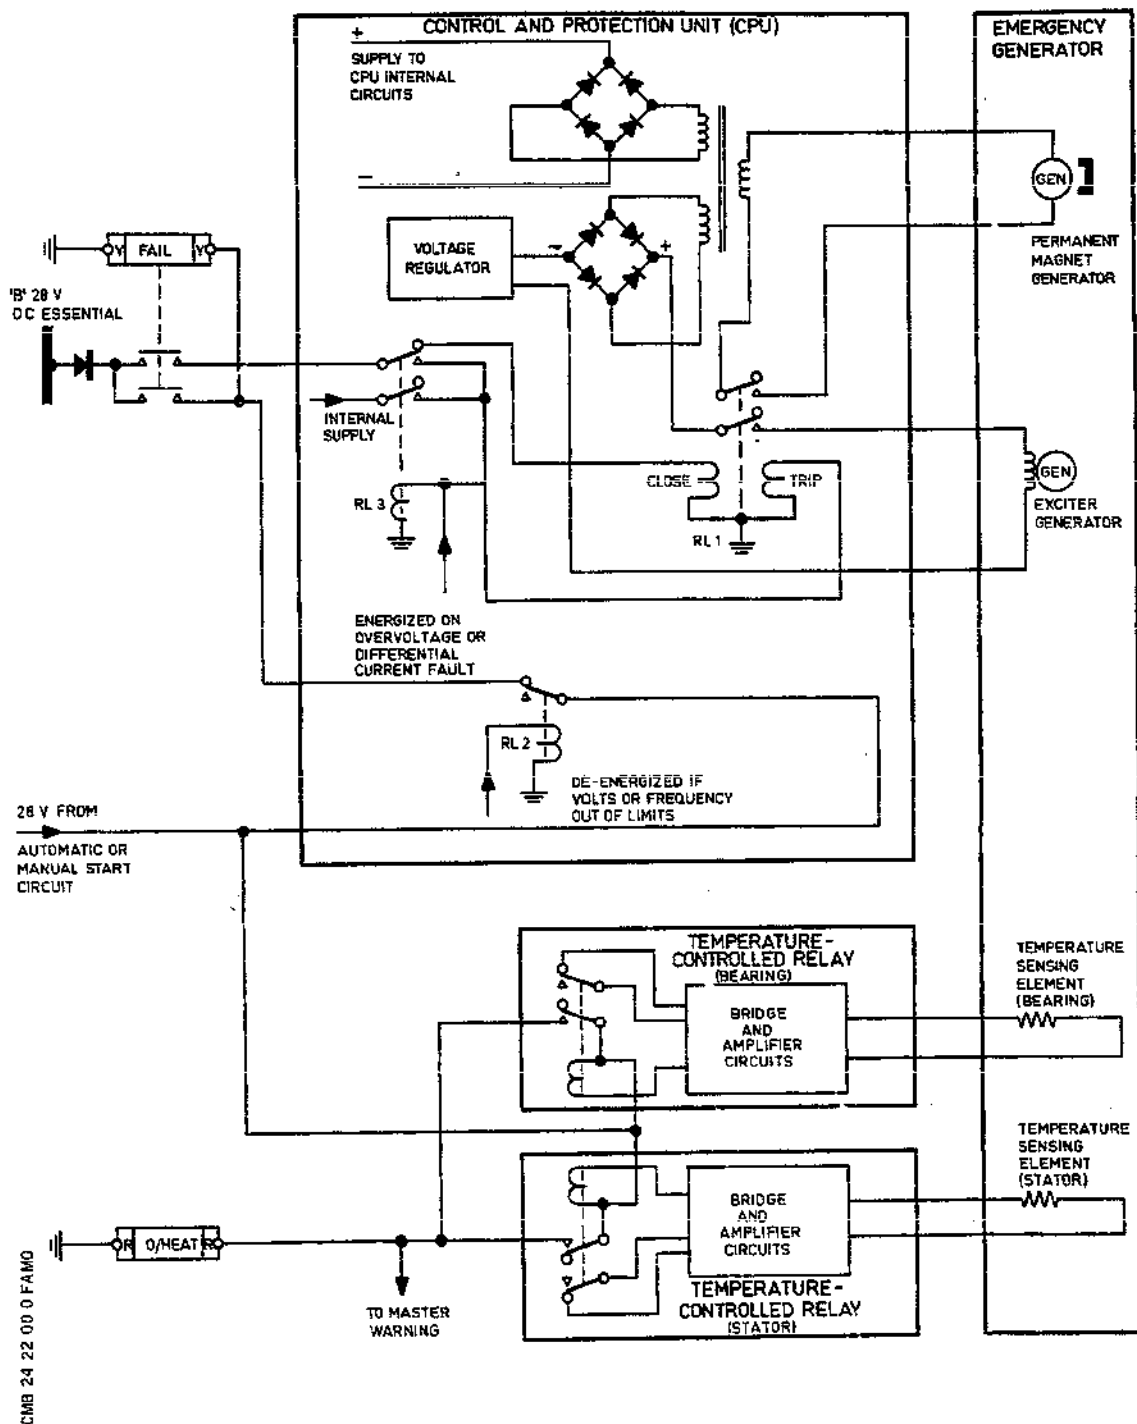 CONTROL AND PROTECTION UNIT (CPU)
+
SUPPLY TO
CPU INTERNAL
CIRCUITS
−
EMERGENCY
GENERATOR
GEN
PERMANENT
MAGNET
GENERATOR
VOLTAGE
REGULATOR
−
+
Y FAIL Y
'B' 28 V
DC ESSENTIAL
INTERNAL
SUPPLY
RL 3
CLOSE
TRIP
RL 1
GEN
EXCITER
GENERATOR
ENERGIZED ON
OVERVOLTAGE OR
DIFFERENTIAL
CURRENT FAULT
RL 2
DE-ENERGIZED IF
VOLTS OR FREQUENCY
OUT OF LIMITS
28 V FROM
AUTOMATIC OR
MANUAL START
CIRCUIT
TEMPERATURE-
CONTROLLED RELAY
(BEARING)
BRIDGE
AND
AMPLIFIER
CIRCUITS
TEMPERATURE
SENSING
ELEMENT
(BEARING)
TEMPERATURE
SENSING
ELEMENT
(STATOR)
BRIDGE
AND
AMPLIFIER
CIRCUITS
TEMPERATURE-
CONTROLLED RELAY
(STATOR)
R O/HEAT R
TO MASTER
WARNING
CMB 24 22 00 0 FAM0